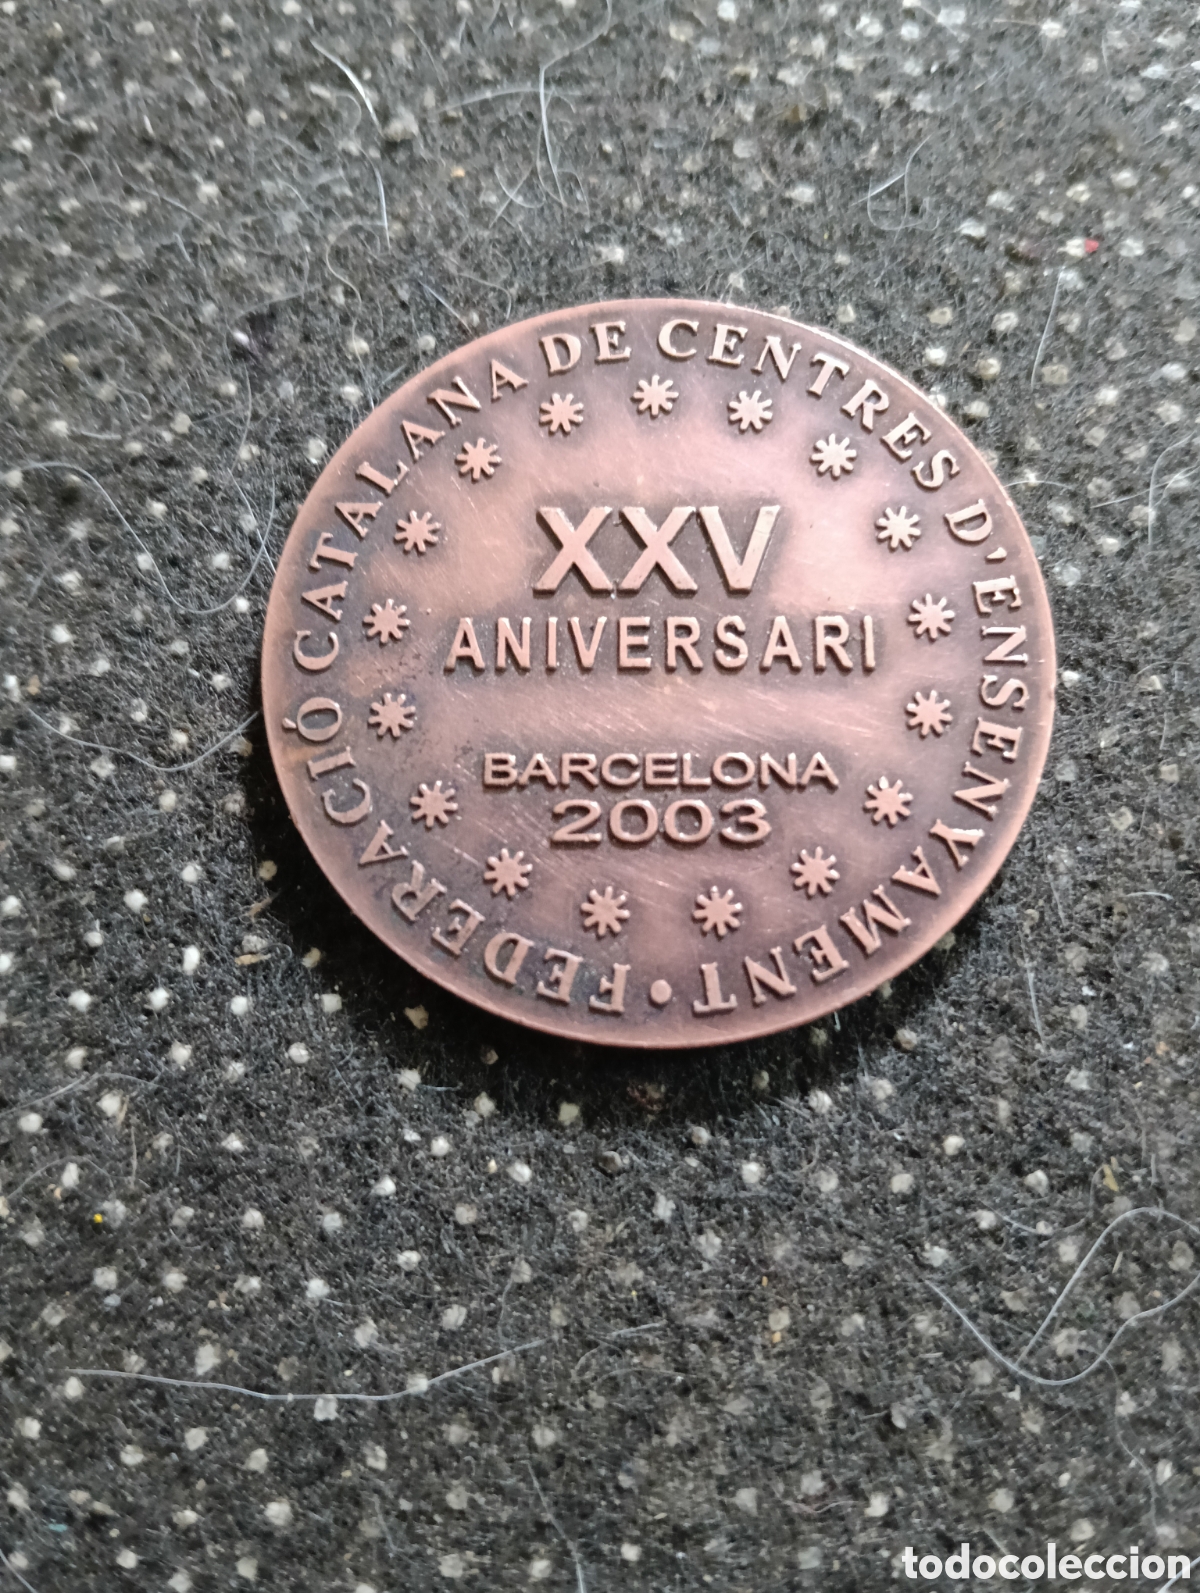 FEDERACIÓ CATALANA DE CENTRES D'ENSENYAMENT •
XXV
ANIVERSARI
BARCELONA
2003
todocoleccion